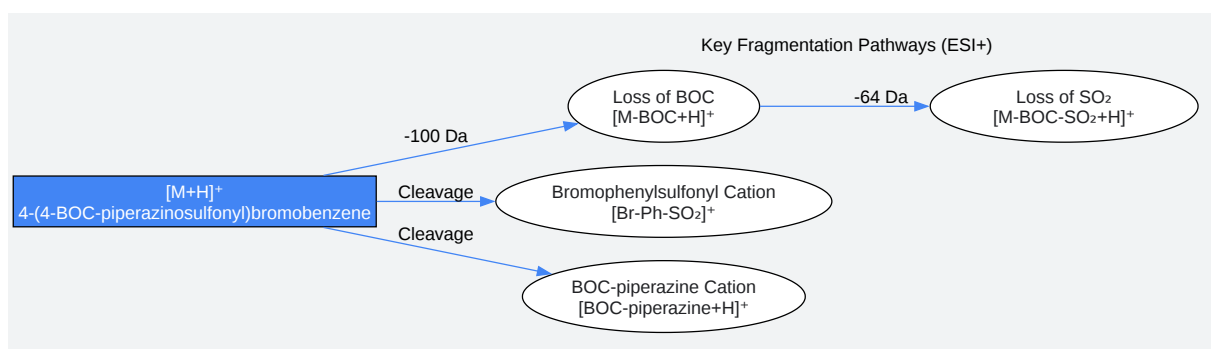 Key Fragmentation Pathways (ESI+)
Loss of BOC
[M-BOC+H]⁺
-64 Da
Loss of SO₂
[M-BOC-SO₂+H]⁺
-100 Da
[M+H]⁺
4-(4-BOC-piperazinosulfonyl)bromobenzene
Cleavage
Bromophenylsulfonyl Cation
[Br-Ph-SO₂]⁺
Cleavage
BOC-piperazine Cation
[BOC-piperazine+H]⁺